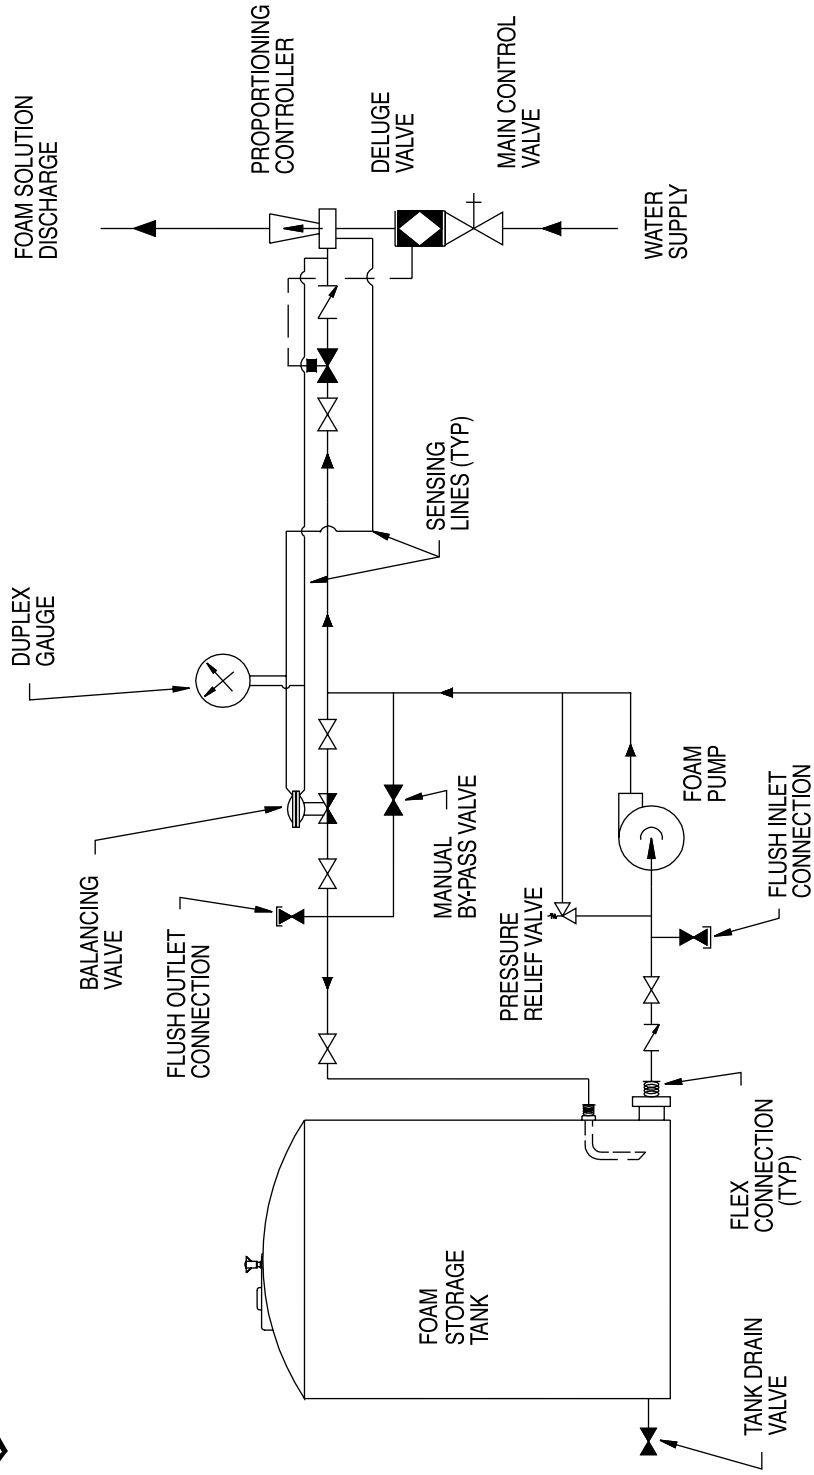 FOAM SOLUTION
DISCHARGE
PROPORTIONING
CONTROLLER
DELUGE
VALVE
MAIN CONTROL
VALVE
WATER
SUPPLY
SENSING
LINES (TYP)
DUPLEX
GAUGE
BALANCING
VALVE
FLUSH OUTLET
CONNECTION
MANUAL
BY-PASS VALVE
PRESSURE
RELIEF VALVE
FOAM
PUMP
FLUSH INLET
CONNECTION
FLEX
CONNECTION
(TYP)
FOAM
STORAGE
TANK
TANK DRAIN
VALVE